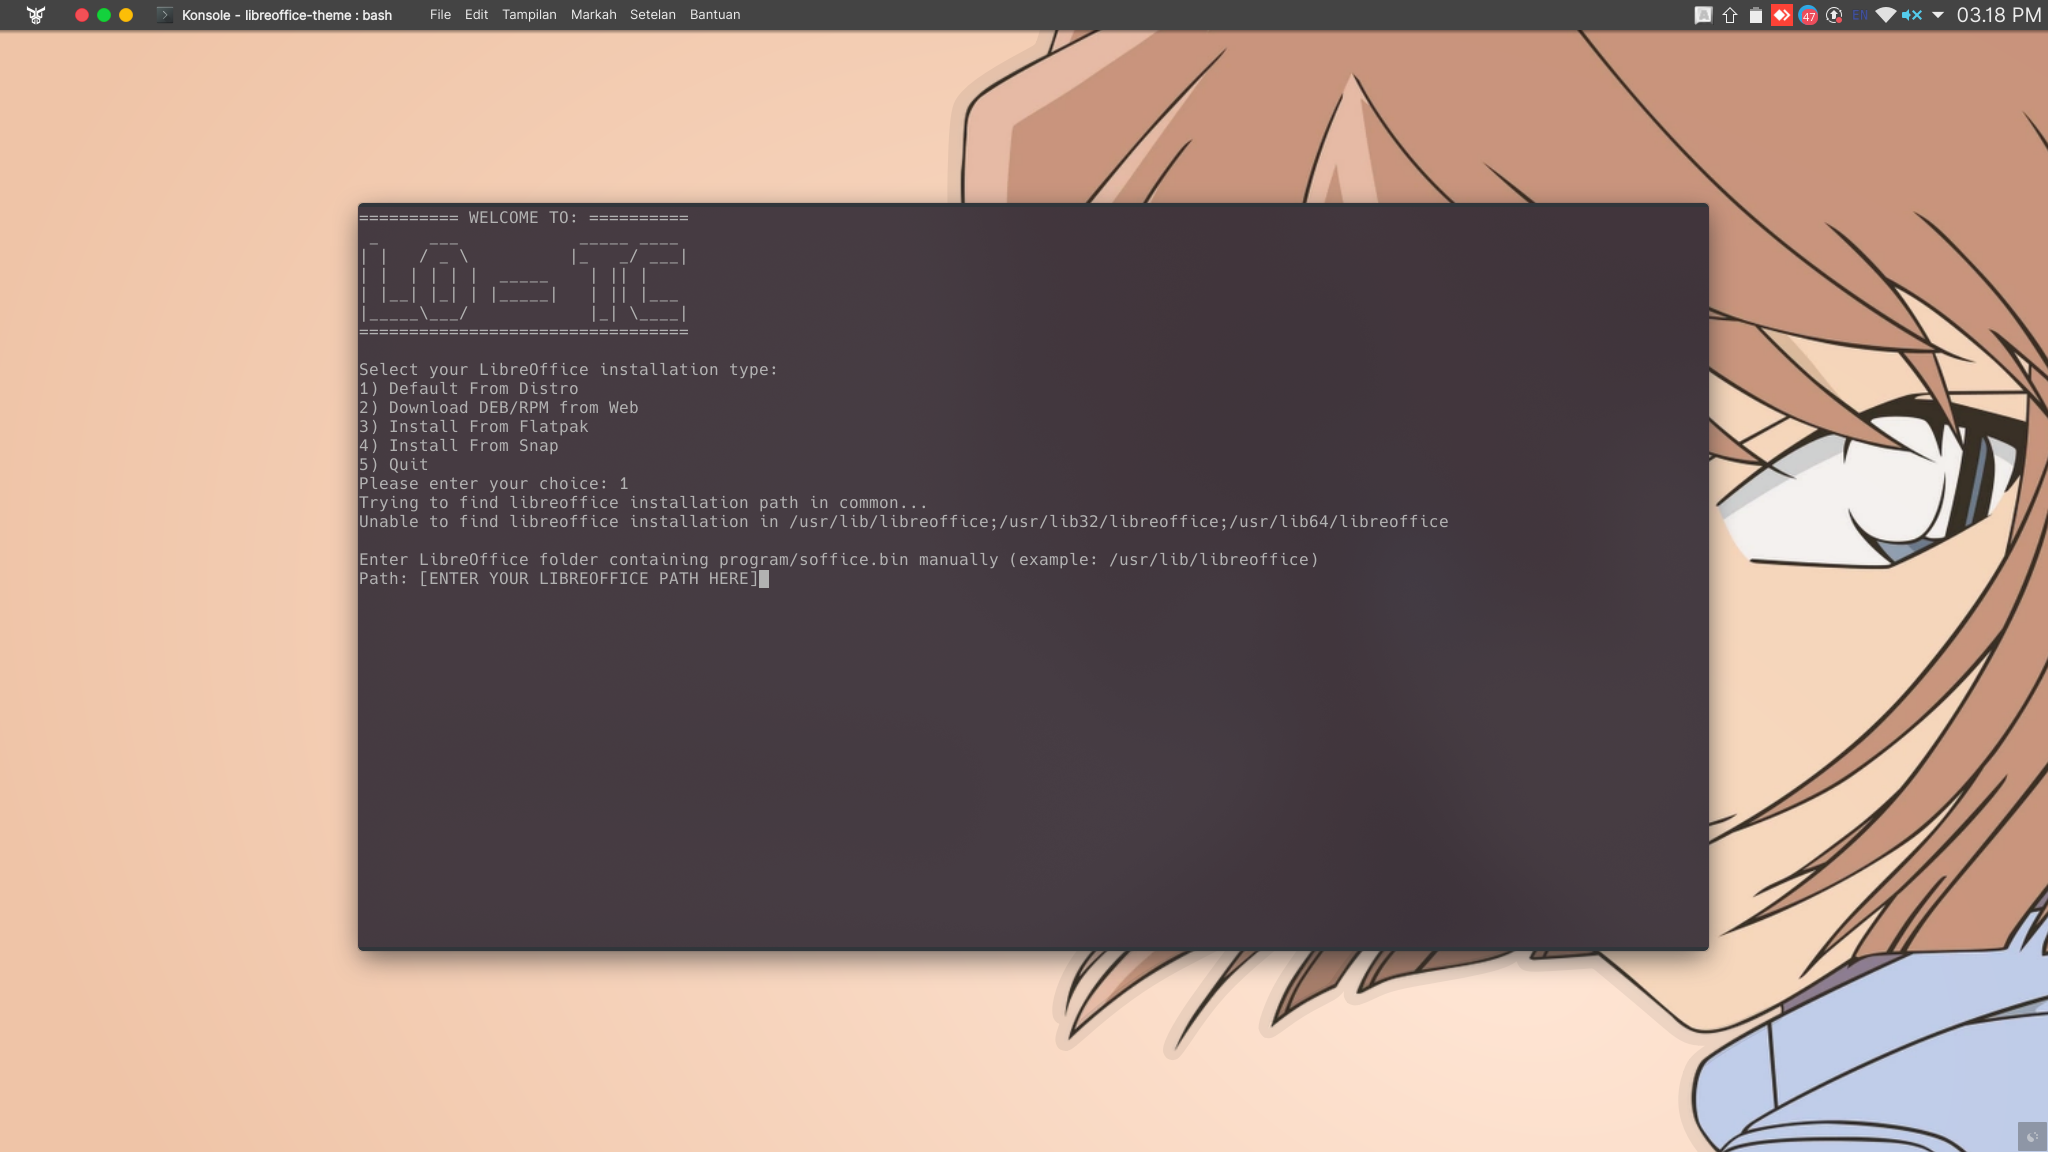 Konsole - libreoffice-theme : bash File Edit Tampilan Markah Setelan Bantuan 47 EN 03.18 PM
========== WELCOME TO: ==========
 _     ___            _____ ____
| |   / _ \          |_   _/ ___|
| |  | | | |  _____    | || |
| |__| |_| | |_____|   | || |___
|_____\___/            |_| \____|
=================================
Select your LibreOffice installation type:
1) Default From Distro
2) Download DEB/RPM from Web
3) Install From Flatpak
4) Install From Snap
5) Quit
Please enter your choice: 1
Trying to find libreoffice installation path in common...
Unable to find libreoffice installation in /usr/lib/libreoffice;/usr/lib32/libreoffice;/usr/lib64/libreoffice
Enter LibreOffice folder containing program/soffice.bin manually (example: /usr/lib/libreoffice)
Path: [ENTER YOUR LIBREOFFICE PATH HERE]